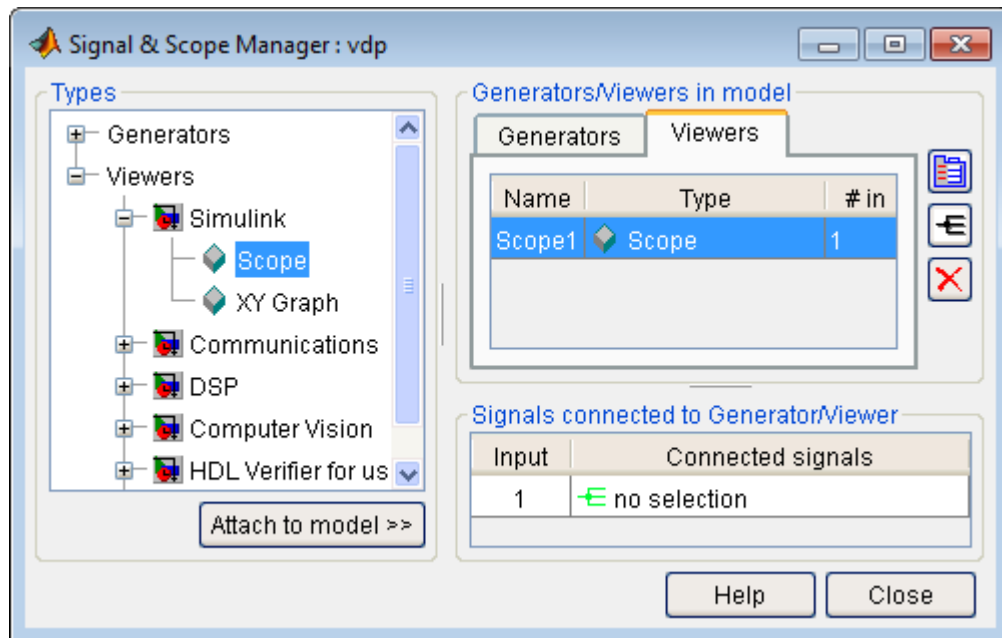 Signal & Scope Manager : vdp
Types
Generators
Viewers
Simulink
Scope
XY Graph
Communications
DSP
Computer Vision
HDL Verifier for us
Attach to model >>
Generators/Viewers in model
Generators Viewers
Name Type # in
Scope1 Scope 1
Signals connected to Generator/Viewer
Input Connected signals
1 no selection
Help Close